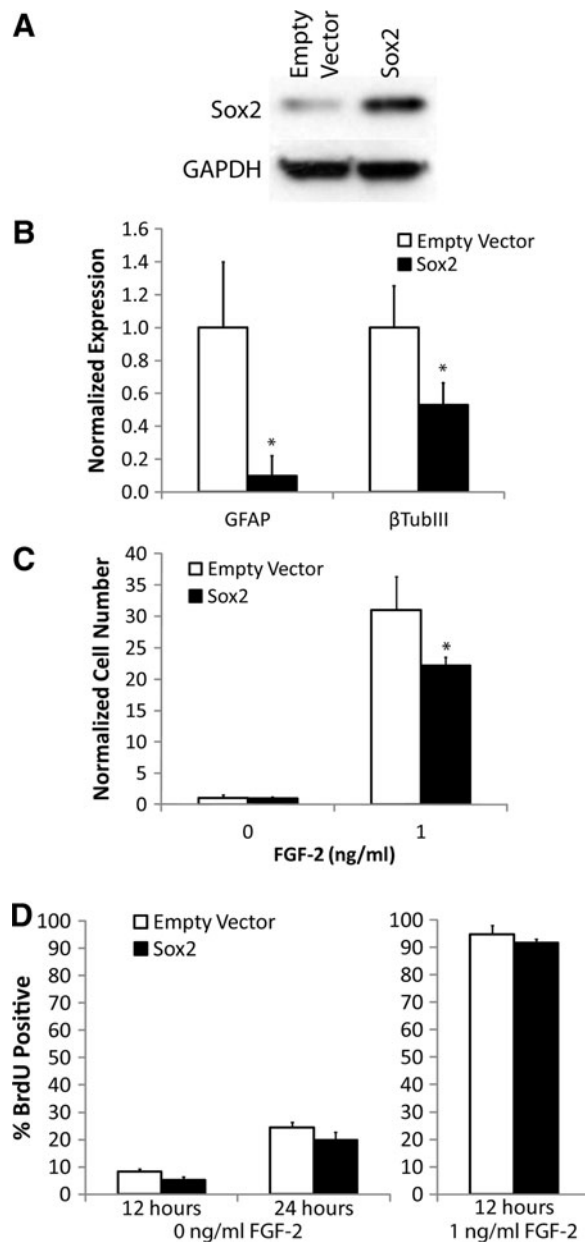 A
Empty
Vector
Sox2
Sox2
GAPDH
B
Normalized Expression
1.6
1.4
1.2
1.0
0.8
0.6
0.4
0.2
0.0
Empty Vector
Sox2
*
*
GFAP
βTubIII
C
Normalized Cell Number
40
35
30
25
20
15
10
5
0
Empty Vector
Sox2
*
0
1
FGF-2 (ng/ml)
D
% BrdU Positive
100
90
80
70
60
50
40
30
20
10
0
Empty Vector
Sox2
12 hours
24 hours
0 ng/ml FGF-2
100
90
80
70
60
50
40
30
20
10
0
12 hours
1 ng/ml FGF-2